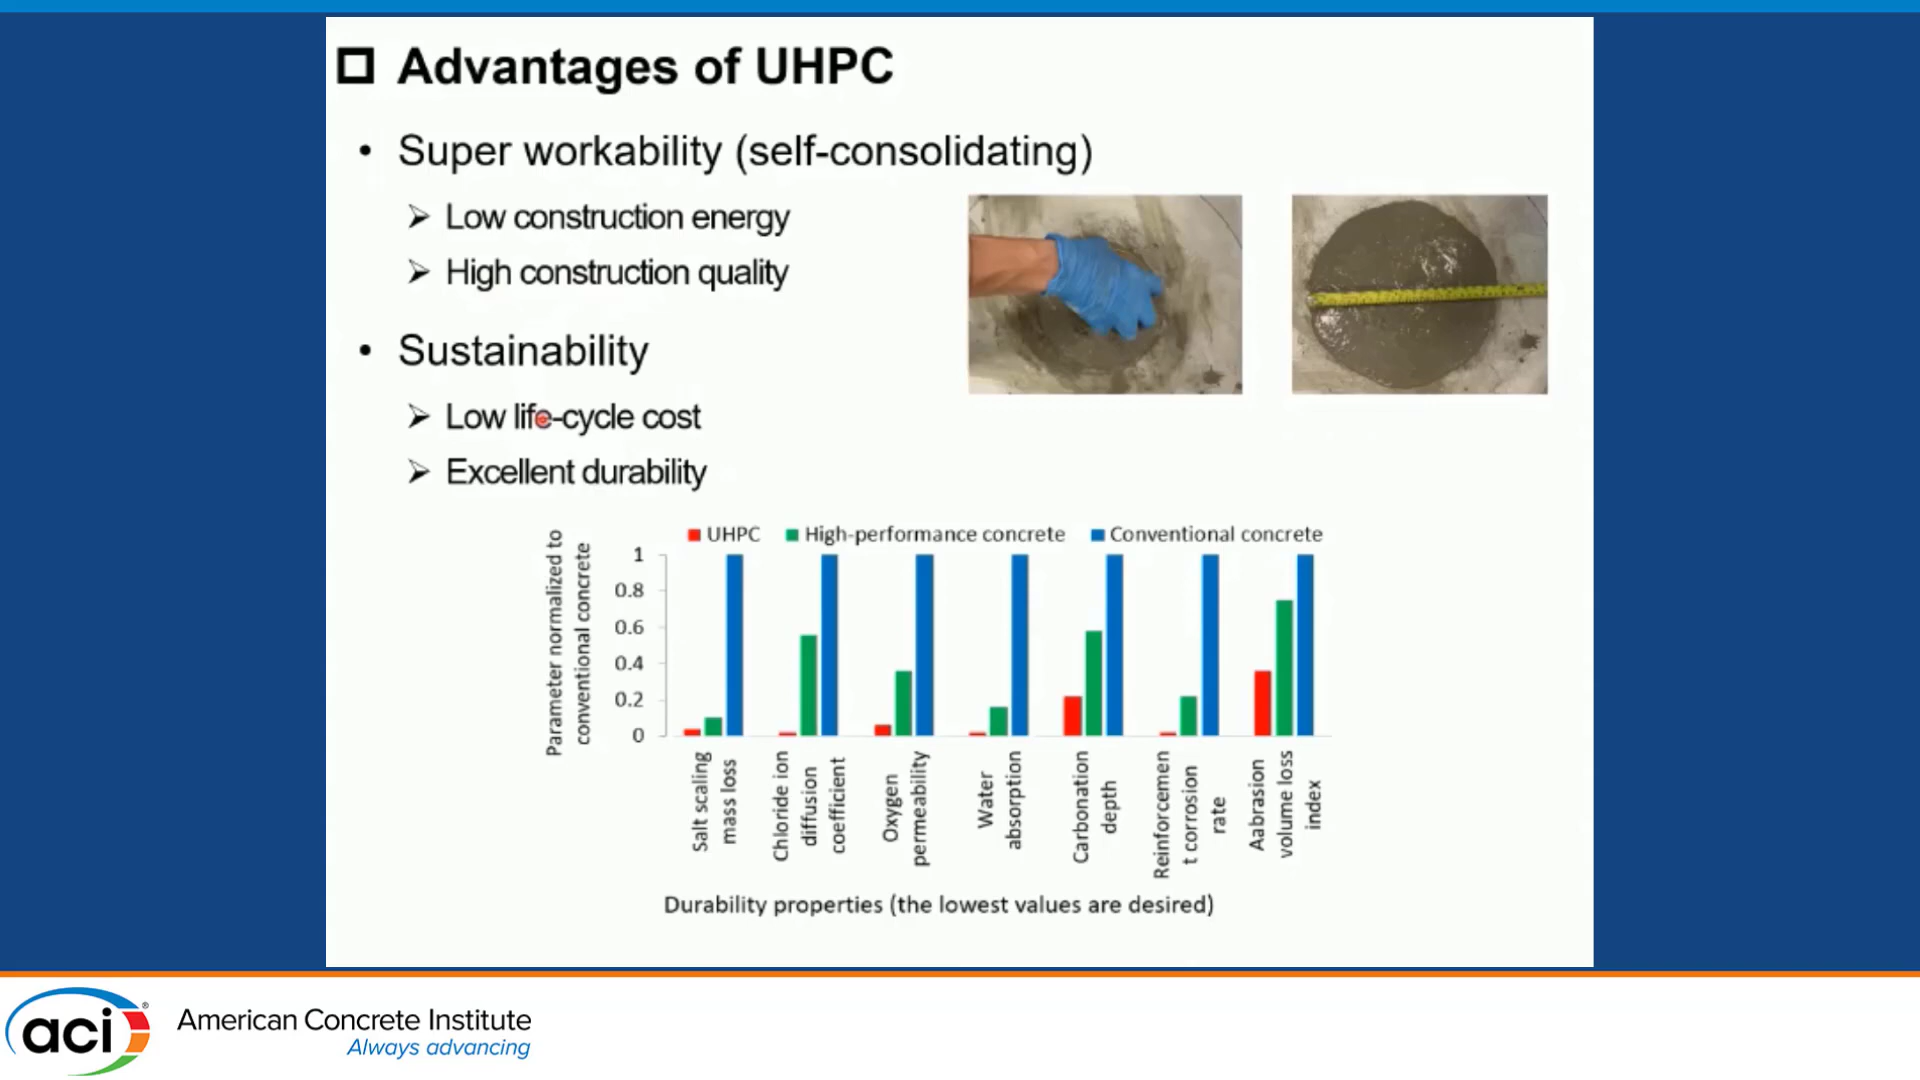 Advantages of UHPC
• Super workability (self-consolidating)
➢ Low construction energy
➢ High construction quality
• Sustainability
➢ Low life-cycle cost
➢ Excellent durability
UHPC High-performance concrete Conventional concrete
Parameter normalized to
conventional concrete
1
0.8
0.6
0.4
0.2
0
Salt scaling
mass loss
Chloride ion
diffusion
coefficient
Oxygen
permeability
Water
absorption
Carbonation
depth
Reinforcemen
t corrosion
rate
Aabrasion
volume loss
index
Durability properties (the lowest values are desired)
aci®
American Concrete Institute
Always advancing